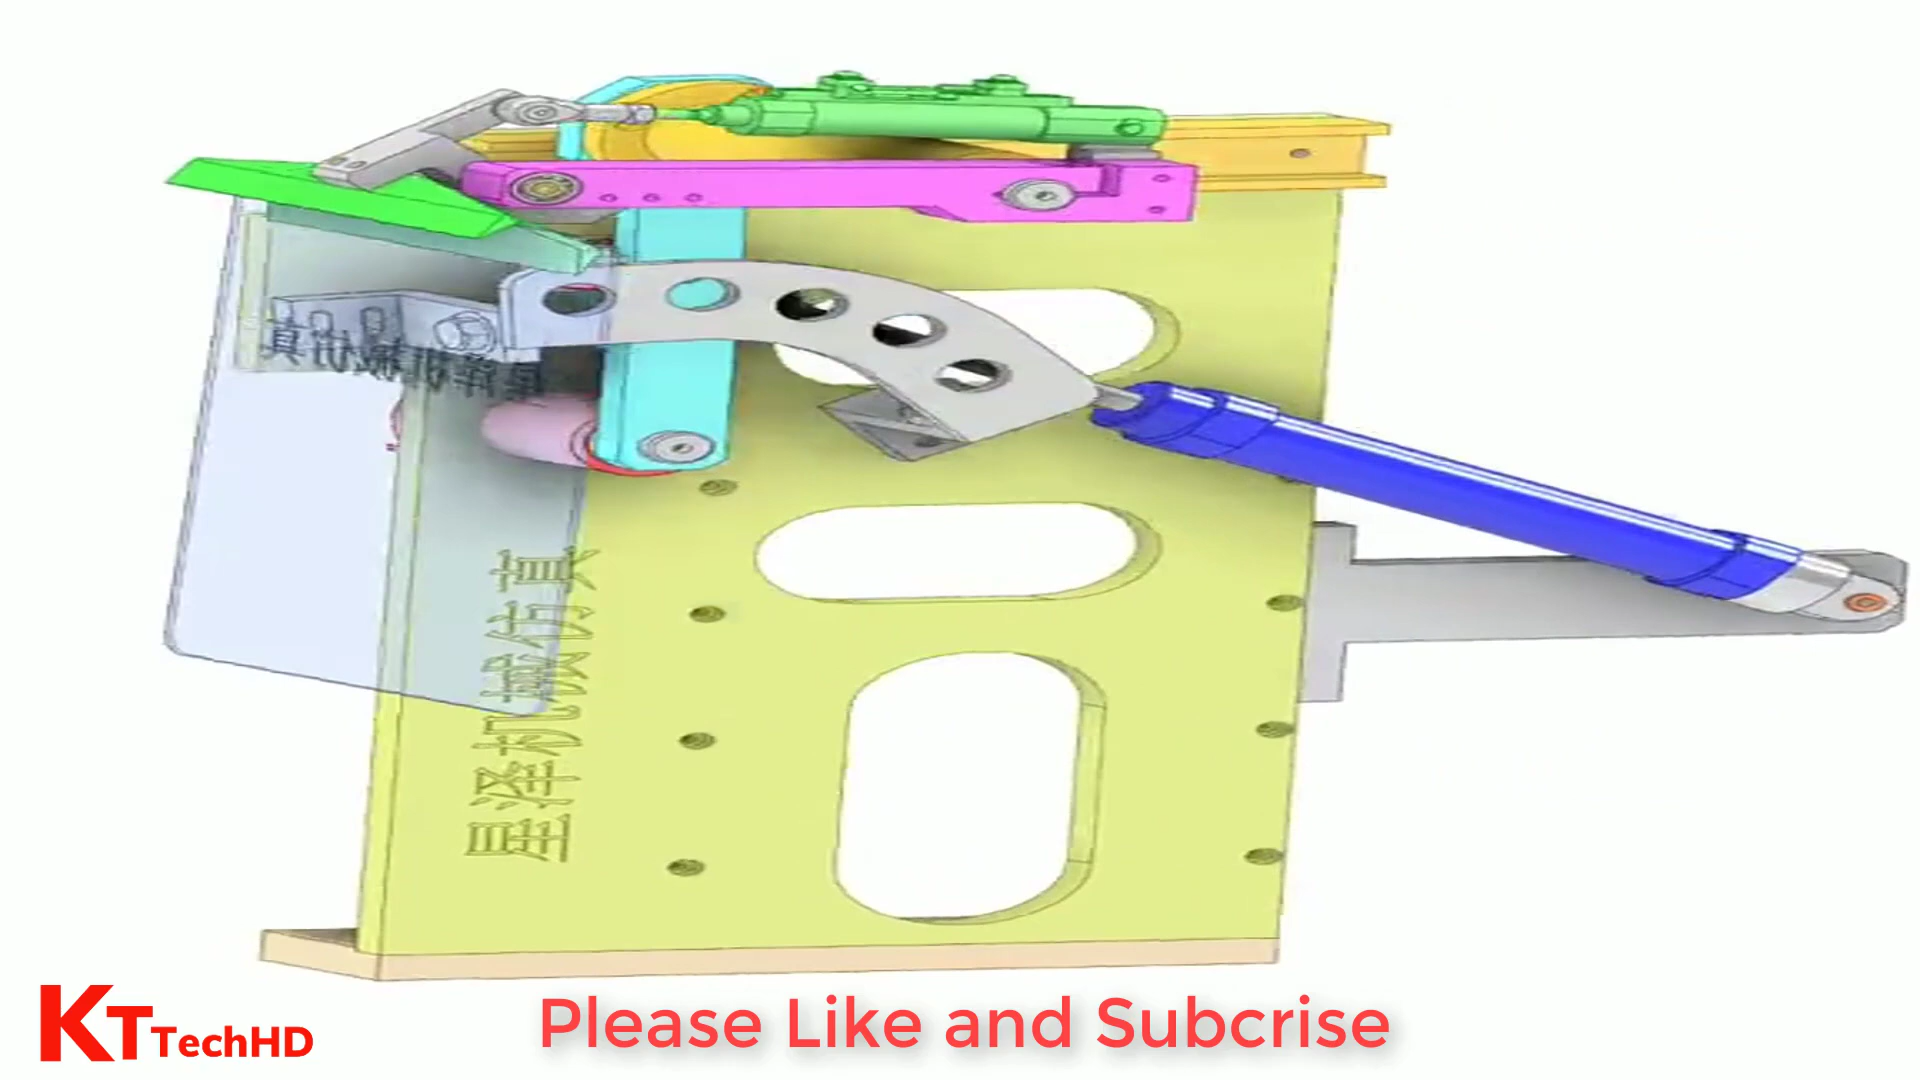 星泽机械仿真
KTTechHD
Please Like and Subcrise